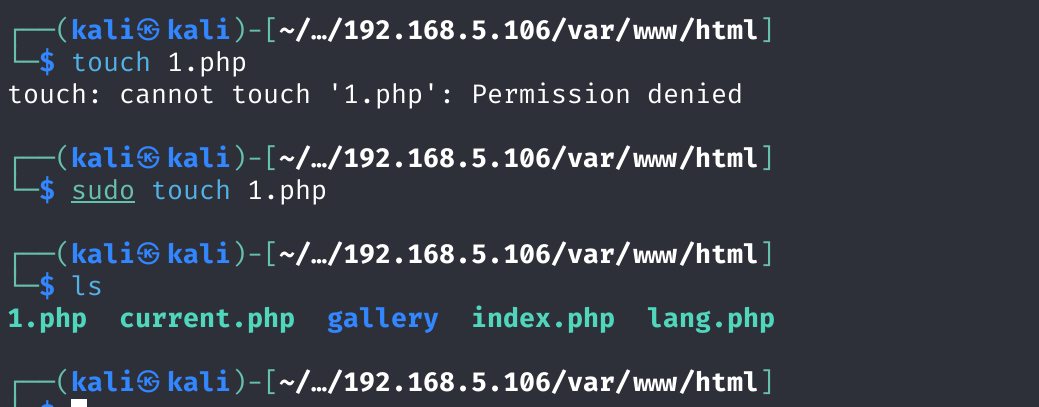 ┌──(kali㉿kali)-[~/…/192.168.5.106/var/www/html]
└─$ touch 1.php
touch: cannot touch '1.php': Permission denied
┌──(kali㉿kali)-[~/…/192.168.5.106/var/www/html]
└─$ sudo touch 1.php
┌──(kali㉿kali)-[~/…/192.168.5.106/var/www/html]
└─$ ls
1.php  current.php  gallery  index.php  lang.php
┌──(kali㉿kali)-[~/…/192.168.5.106/var/www/html]
└─$